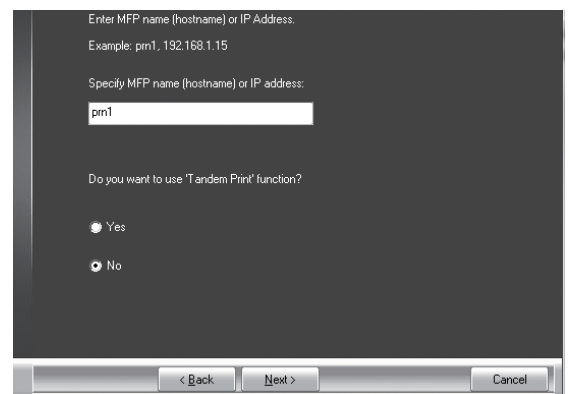 Enter MFP name (hostname) or IP Address.
Example: prn1, 192.168.1.15
Specify MFP name (hostname) or IP address:
prn1
Do you want to use 'Tandem Print' function?
Yes
No
< Back
Next >
Cancel